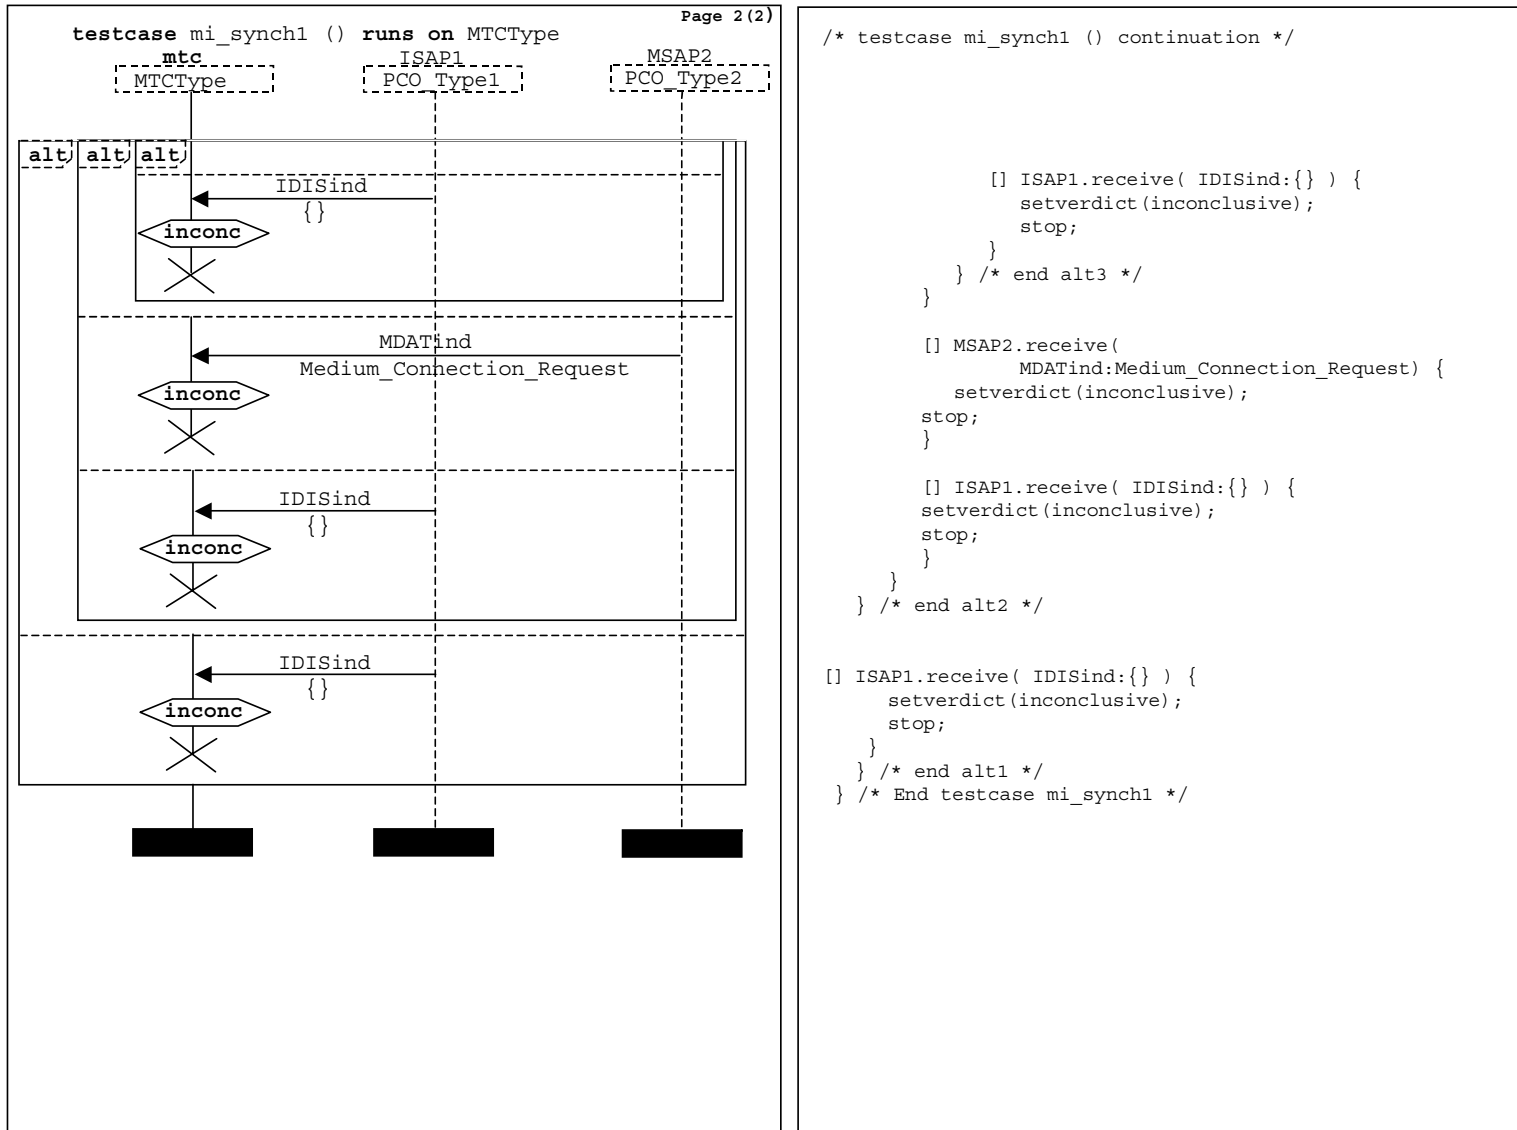 Page 2(2)
testcase mi_synch1 () runs on MTCType
mtc ISAP1 MSAP2
MTCType PCO_Type1 PCO_Type2
alt alt alt
IDISind
{}
inconc
MDATind
Medium_Connection_Request
inconc
IDISind
{}
inconc
IDISind
{}
inconc
/* testcase mi_synch1 () continuation */
[] ISAP1.receive( IDISind:{} ) {
setverdict(inconclusive);
stop;
}
} /* end alt3 */
}
[] MSAP2.receive(
MDATind:Medium_Connection_Request) {
setverdict(inconclusive);
stop;
}
[] ISAP1.receive( IDISind:{} ) {
setverdict(inconclusive);
stop;
}
}
} /* end alt2 */
[] ISAP1.receive( IDISind:{} ) {
setverdict(inconclusive);
stop;
}
} /* end alt1 */
} /* End testcase mi_synch1 */